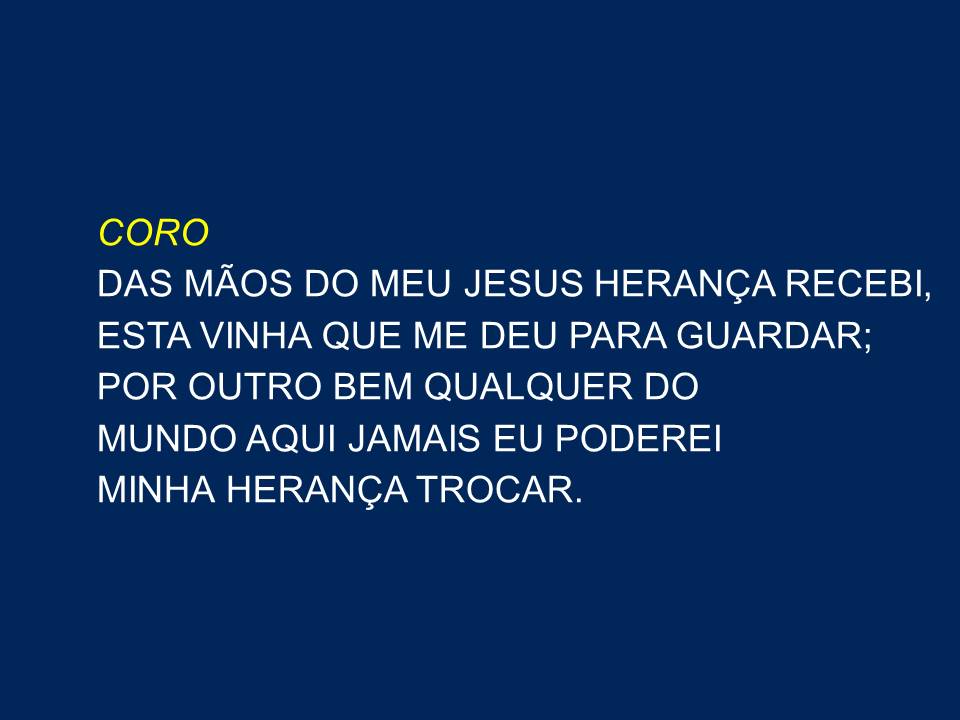 CORO
DAS MÃOS DO MEU JESUS HERANÇA RECEBI,
ESTA VINHA QUE ME DEU PARA GUARDAR;
POR OUTRO BEM QUALQUER DO
MUNDO AQUI JAMAIS EU PODEREI
MINHA HERANÇA TROCAR.